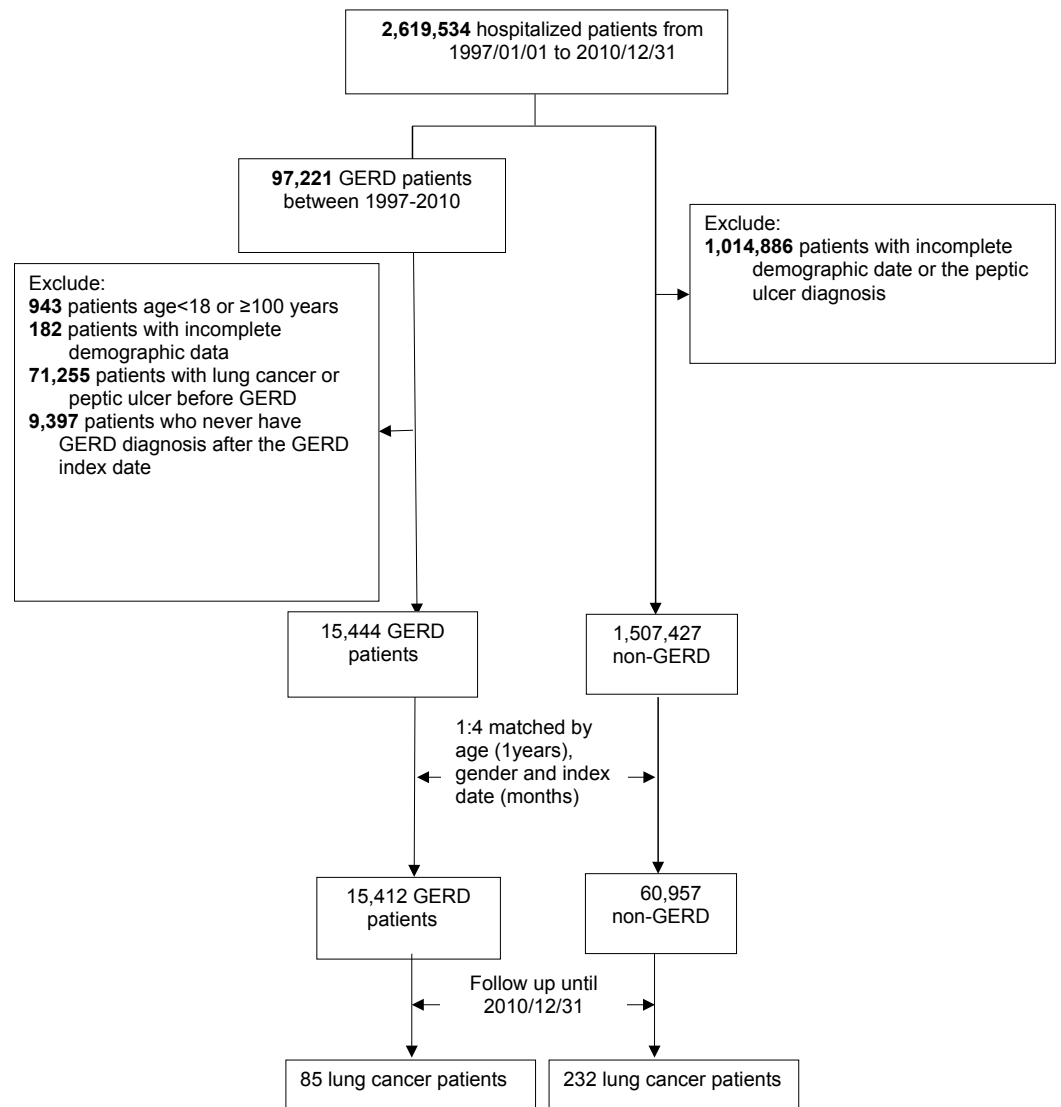 2,619,534 hospitalized patients from
1997/01/01 to 2010/12/31
97,221 GERD patients
between 1997-2010
Exclude:
1,014,886 patients with incomplete
demographic date or the peptic
ulcer diagnosis
Exclude:
943 patients age<18 or ≥100 years
182 patients with incomplete
demographic data
71,255 patients with lung cancer or
peptic ulcer before GERD
9,397 patients who never have
GERD diagnosis after the GERD
index date
15,444 GERD
patients
1,507,427
non-GERD
1:4 matched by
age (1years),
gender and index
date (months)
15,412 GERD
patients
60,957
non-GERD
Follow up until
2010/12/31
85 lung cancer patients
232 lung cancer patients